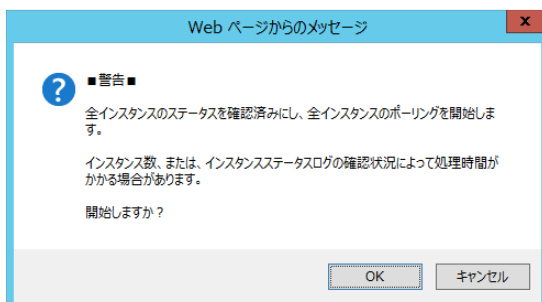 Web ページからのメッセージ
x
?
■警告■
全インスタンスのステータスを確認済みにし、全インスタンスのポーリングを開始しま
す。
インスタンス数、または、インスタンスステータスログの確認状況によって処理時間が
かかる場合があります。
開始しますか？
OK
キャンセル